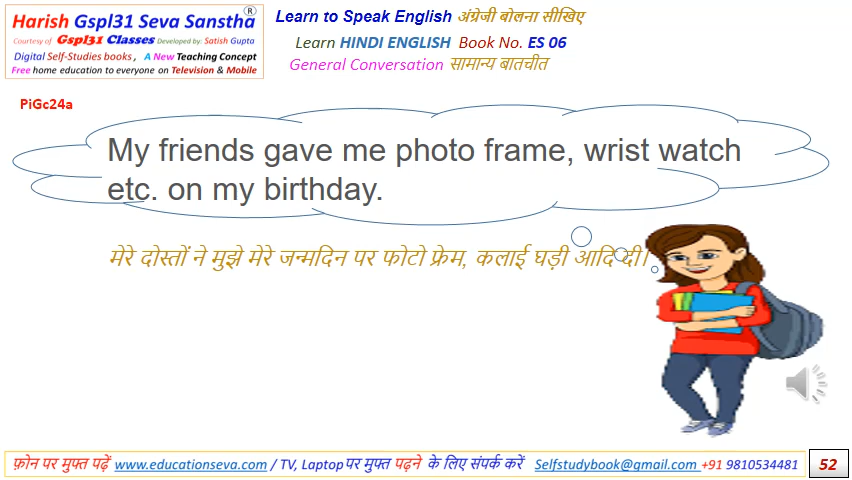 Harish Gspl31 Seva Sanstha ®
Courtesy of Gspl31 Classes Developed by: Satish Gupta
Digital Self-Studies books, A New Teaching Concept
Free home education to everyone on Television & Mobile
Learn to Speak English अंग्रेजी बोलना सीखिए
Learn HINDI ENGLISH Book No. ES 06
General Conversation सामान्य बातचीत
PiGc24a
My friends gave me photo frame, wrist watch
etc. on my birthday.
मेरे दोस्तों ने मुझे मेरे जन्मदिन पर फोटो फ्रेम, कलाई घड़ी आदि दी।
फ़ोन पर मुफ्त पढ़ें www.educationseva.com / TV, Laptop पर मुफ्त पढ़ने के लिए संपर्क करें Selfstudybook@gmail.com +91 9810534481
52